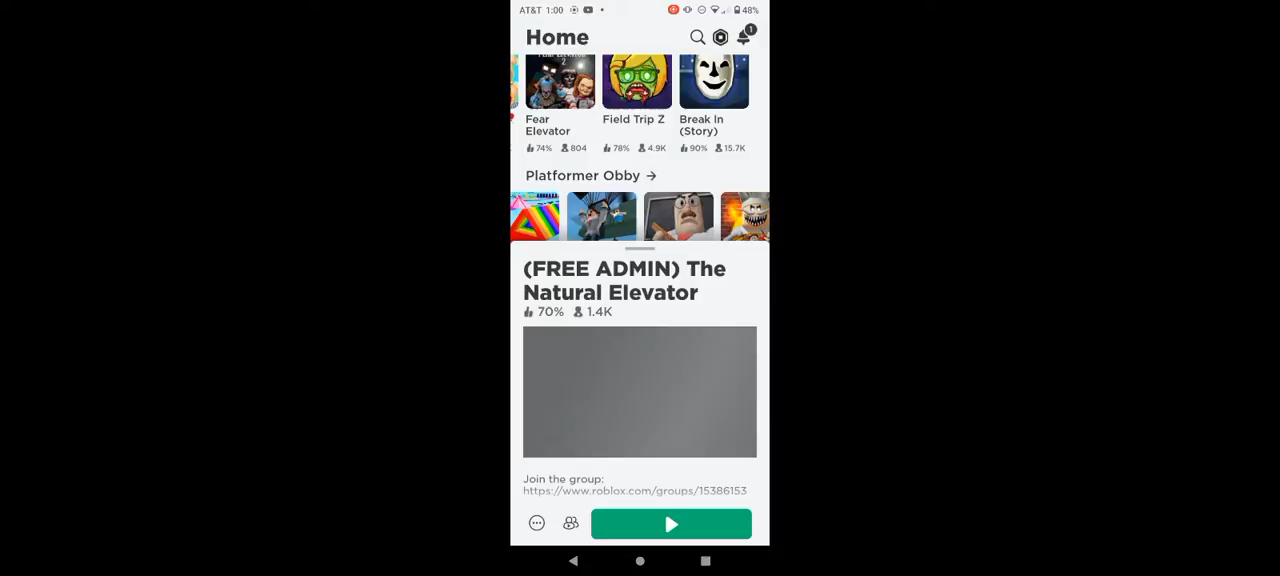 AT&T 1:00 48%
Home 1
Fear Field Trip Z Break In
Elevator (Story)
74% 804 78% 4.9K 90% 15.7K
Platformer Obby →
(FREE ADMIN) The
Natural Elevator
70% 1.4K
Join the group:
https://www.roblox.com/groups/15386153